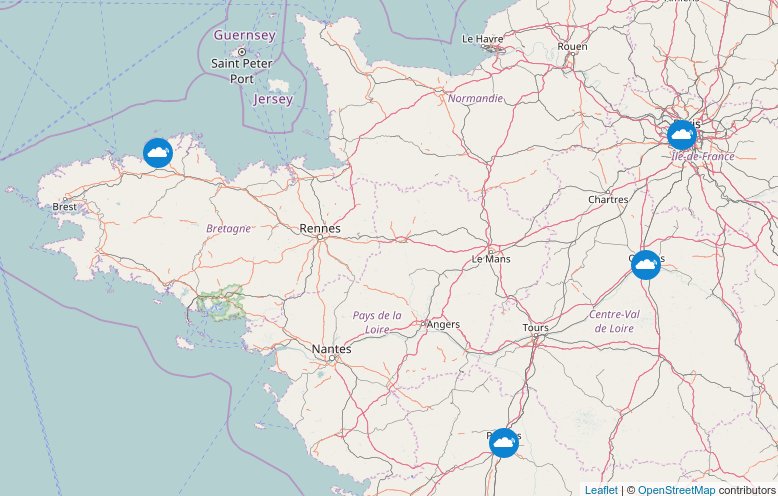 Guernsey
Saint Peter
Port
Jersey
Le Havre
Rouen
Normandie
Île-de-France
Brest
Bretagne
Rennes
Chartres
Le Mans
Pays de la
Loire
Angers
Tours
Centre-Val
de Loire
Nantes
Leaflet | © OpenStreetMap contributors